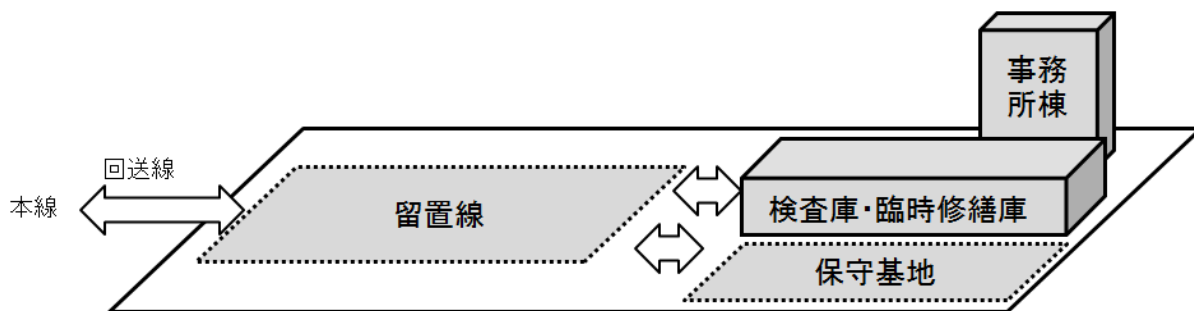 事務
所棟
回送線
本線
留置線
検査庫・臨時修繕庫
保守基地